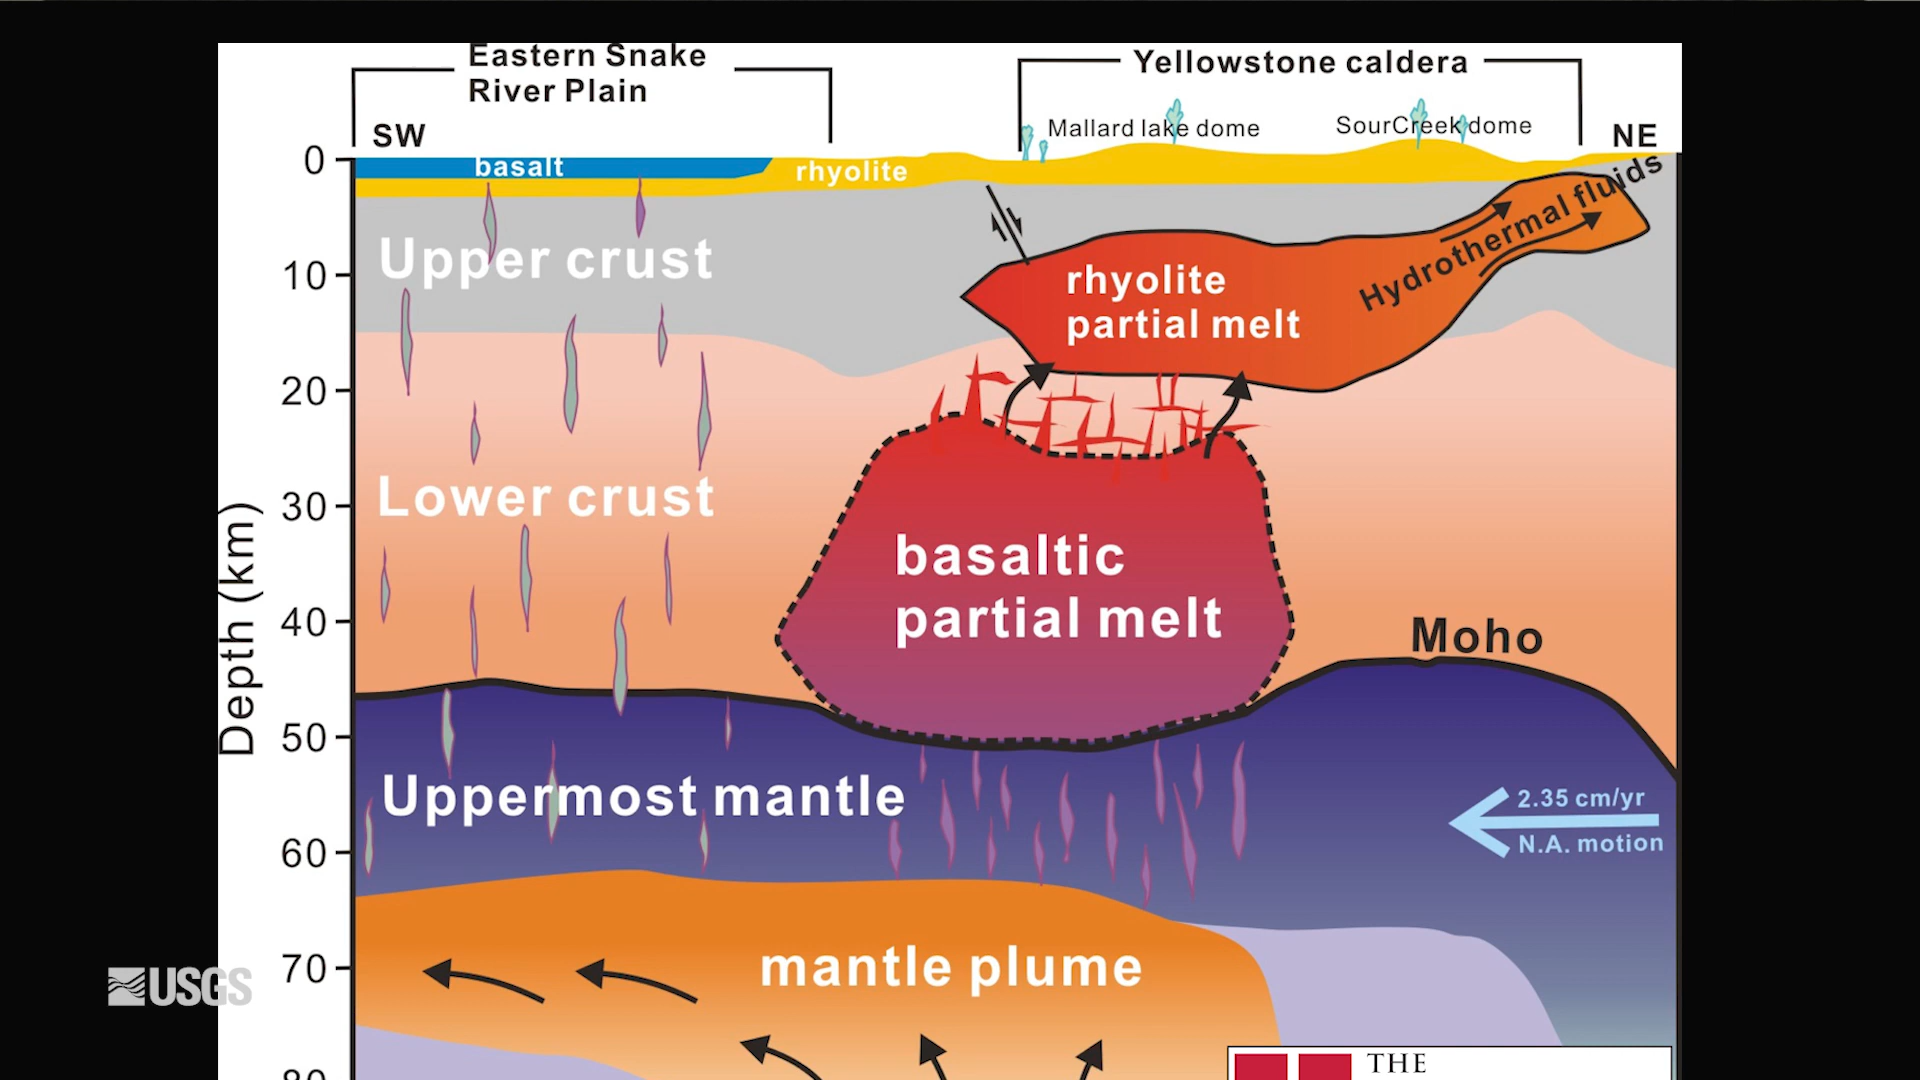 Eastern Snake
River Plain
Yellowstone caldera
SW
Mallard lake dome
SourCreek dome
NE
0
basalt
rhyolite
Hydrothermal fluids
Upper crust
10
rhyolite
partial melt
20
Lower crust
30
Depth (km)
basaltic
partial melt
40
Moho
50
Uppermost mantle
2.35 cm/yr
N.A. motion
60
mantle plume
70
USGS
80
THE